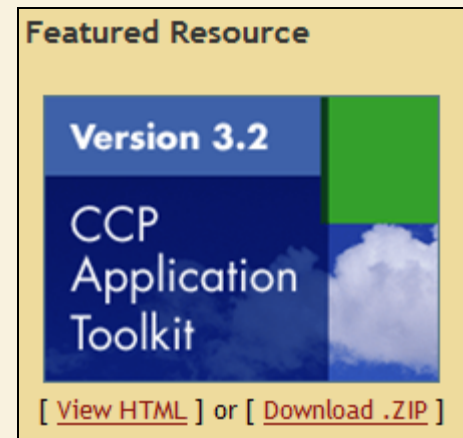 Featured Resource
Version 3.2
CCP
Application
Toolkit
[ View HTML ] or [ Download .ZIP ]